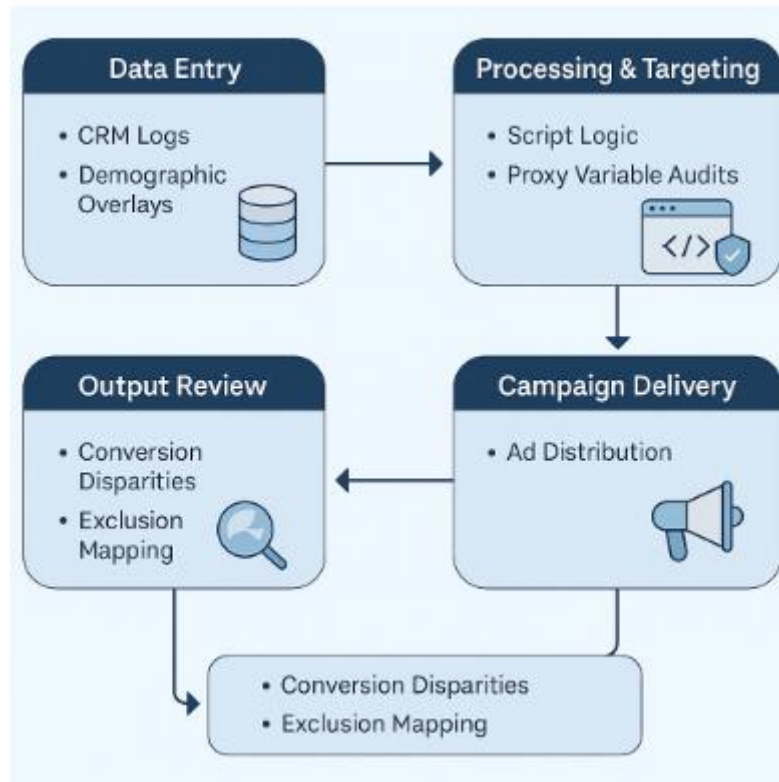 Data Entry
• CRM Logs
• Demographic
Overlays
Processing & Targeting
• Script Logic
• Proxy Variable Audits
</>
Output Review
• Conversion
Disparities
• Exclusion
Mapping
Campaign Delivery
• Ad Distribution
• Conversion Disparities
• Exclusion Mapping